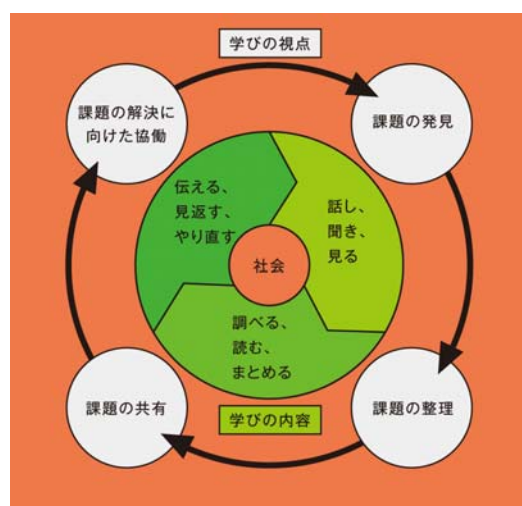 学びの視点
課題の解決に
向けた協働
課題の発見
伝える、
見返す、
やり直す
話し、
聞き、
見る
社会
調べる、
読む、
まとめる
課題の共有
学びの内容
課題の整理